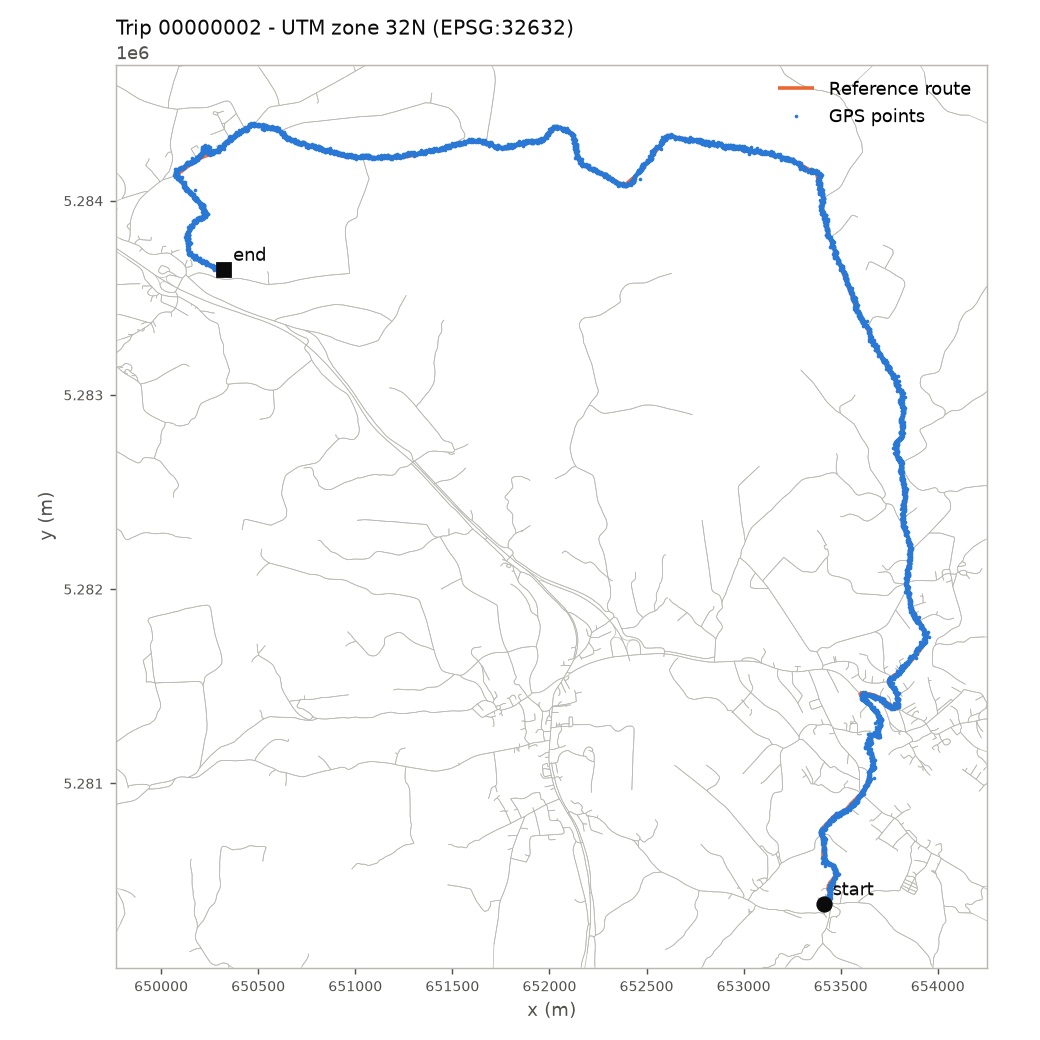 Trip 00000002 - UTM zone 32N (EPSG:32632)
1e6
Reference route
GPS points
5.284
end
5.283
y (m)
5.282
5.281
start
650000 650500 651000 651500 652000 652500 653000 653500 654000
x (m)